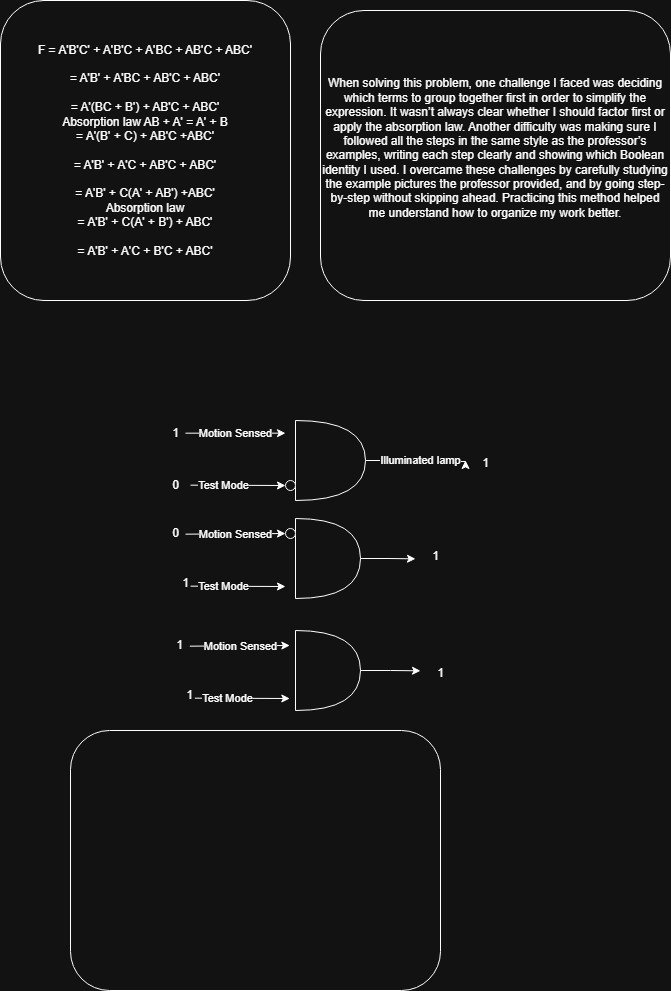 F = A'B'C' + A'B'C + A'BC + AB'C + ABC'
= A'B' + A'BC + AB'C + ABC'
= A'(BC + B') + AB'C + ABC'
Absorption law AB + A' = A' + B
= A'(B' + C) + AB'C +ABC'
= A'B' + A'C + AB'C + ABC'
= A'B' + C(A' + AB') +ABC'
Absorption law
= A'B' + C(A' + B') + ABC'
= A'B' + A'C + B'C + ABC'
When solving this problem, one challenge I faced was deciding
which terms to group together first in order to simplify the
expression. It wasn't always clear whether I should factor first or
apply the absorption law. Another difficulty was making sure I
followed all the steps in the same style as the professor's
examples, writing each step clearly and showing which Boolean
identity I used. I overcame these challenges by carefully studying
the example pictures the professor provided, and by going step-
by-step without skipping ahead. Practicing this method helped
me understand how to organize my work better.
1 Motion Sensed
Illuminated lamp 1
0 Test Mode
0 Motion Sensed
1
1 Test Mode
1 Motion Sensed
1
1 Test Mode